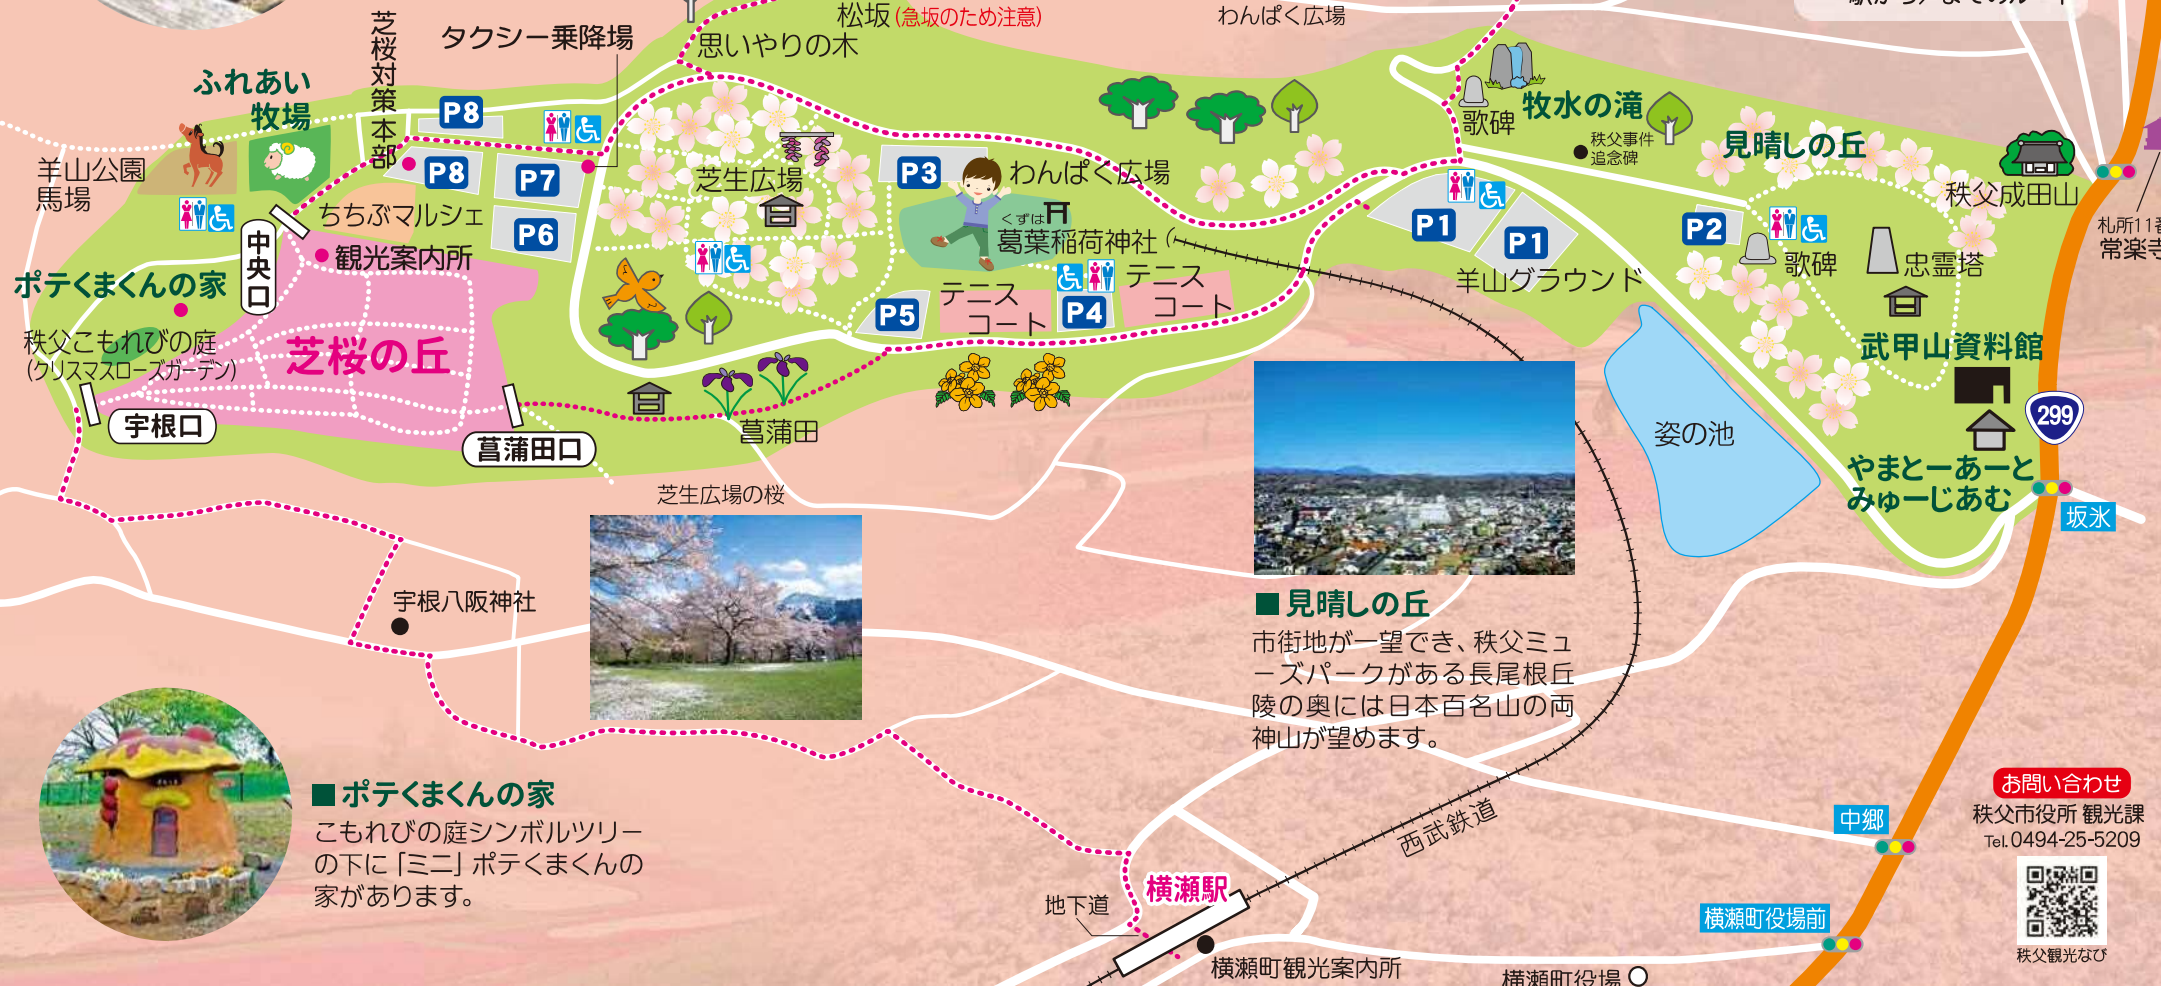 松坂(急坂のため注意)
わんぱく広場
思いやりの木
タクシー乗降場
芝桜対策本部
ふれあい
牧場
P8
P8
P7
P6
羊山公園
馬場
ちちぶマルシェ
中央口
観光案内所
ポテくまくんの家
秩父こもれびの庭
(クリスマスローズガーデン)
芝桜の丘
宇根口
菖蒲田口
菖蒲田
芝生広場
P3
わんぱく広場
くずは
葛葉稲荷神社
P5
テニス
コート
P4
テニス
コート
歌碑
牧水の滝
秩父事件
追念碑
見晴しの丘
秩父成田山
P1
P1
羊山グラウンド
P2
歌碑
忠霊塔
武甲山資料館
299
やまとーあーと
みゅーじあむ
坂氷
姿の池
常楽寺
芝生広場の桜
宇根八阪神社
■見晴しの丘
市街地が一望でき、秩父ミュ
ーズパークがある長尾根丘
陵の奥には日本百名山の両
神山が望めます。
■ポテくまくんの家
こもれびの庭シンボルツリー
の下に「ミニ」ポテくまくんの
家があります。
西武鉄道
横瀬駅
地下道
横瀬町観光案内所
横瀬町役場
横瀬町役場前
中郷
お問い合わせ
秩父市役所 観光課
Tel.0494-25-5209
秩父観光なび